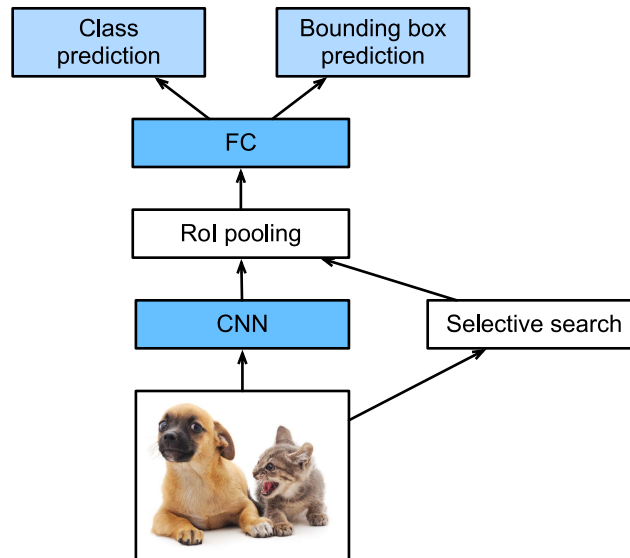 Class
prediction
Bounding box
prediction
FC
RoI pooling
CNN
Selective search